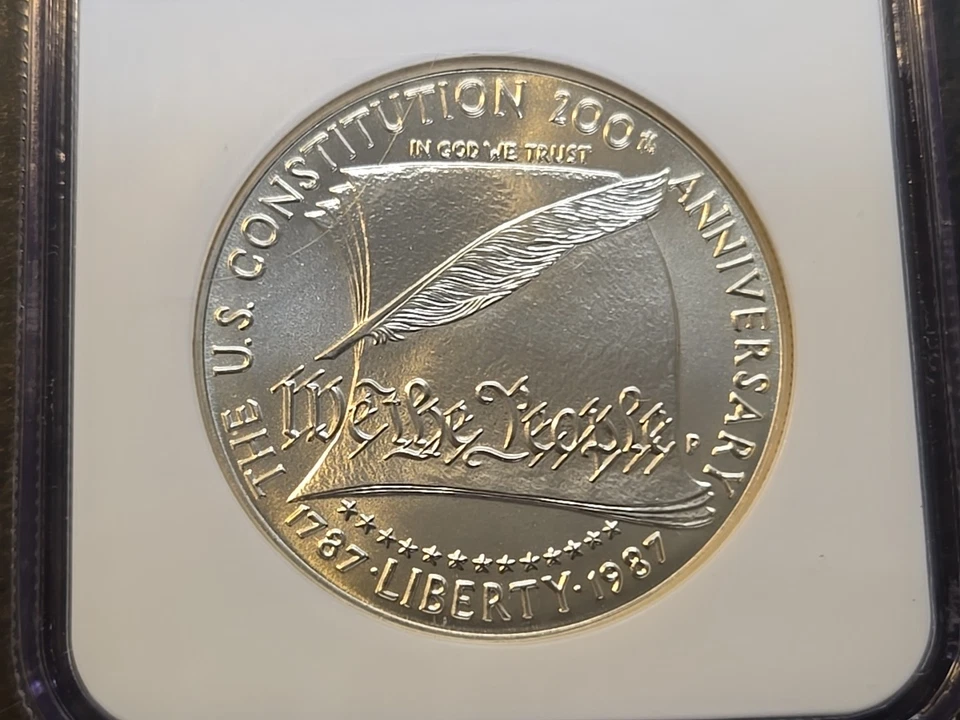 THE U.S. CONSTITUTION 200th ANNIVERSARY
IN GOD WE TRUST
We the People
P
1787 · LIBERTY · 1987